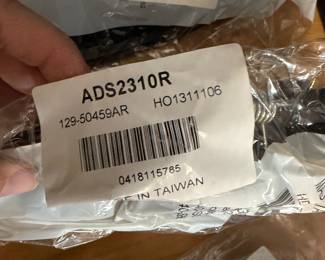 ADS2310R
129-50459AR HO1311106
0418115785
IN TAIWAN